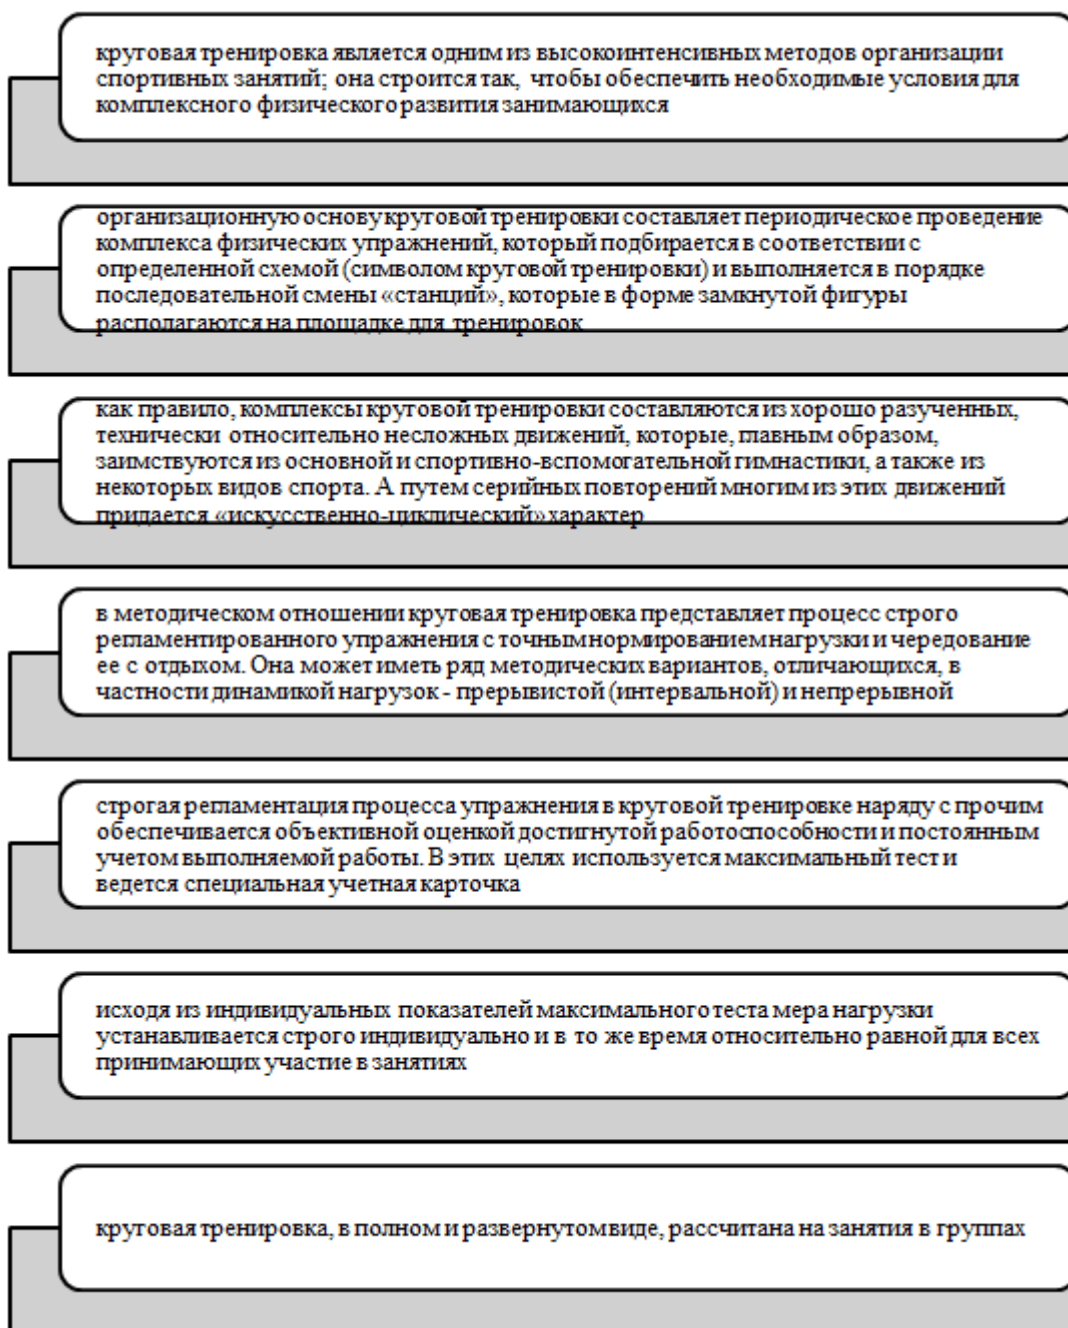 круговая тренировка является одним из высокоинтенсивных методов организации
спортивных занятий; она строится так, чтобы обеспечить необходимые условия для
комплексного физического развития занимающихся
организационную основу круговой тренировки составляет периодическое проведение
комплекса физических упражнений, который подбирается в соответствии с
определенной схемой (символом круговой тренировки) и выполняется в порядке
последовательной смены «станций», которые в форме замкнутой фигуры
располагаются на площадке для тренировок
как правило, комплексы круговой тренировки составляются из хорошо разученных,
технически относительно несложных движений, которые, главным образом,
заимствуются из основной и спортивно-вспомогательной гимнастики, а также из
некоторых видов спорта. А путем серийных повторений многим из этих движений
придается «искусственно-циклический» характер
в методическом отношении круговая тренировка представляет процесс строго
регламентированного упражнения с точным нормированием нагрузки и чередование
ее с отдыхом. Она может иметь ряд методических вариантов, отличающихся, в
частности динамикой нагрузок - прерывистой (интервальной) и непрерывной
строгая регламентация процесса упражнения в круговой тренировке наряду с прочим
обеспечивается объективной оценкой достигнутой работоспособности и постоянным
учетом выполняемой работы. В этих целях используется максимальный тест и
ведется специальная учетная карточка
исходя из индивидуальных показателей максимального теста мера нагрузки
устанавливается строго индивидуально и в то же время относительно равной для всех
принимающих участие в занятиях
круговая тренировка, в полном и развернутом виде, рассчитана на занятия в группах